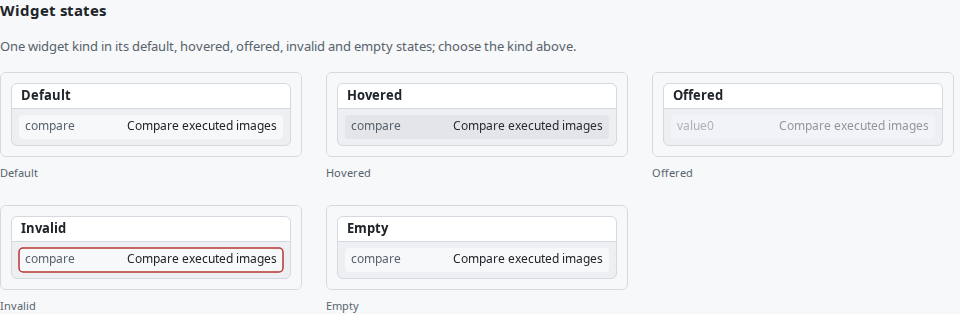 Widget states
One widget kind in its default, hovered, offered, invalid and empty states; choose the kind above.
Default
compare Compare executed images
Default
Hovered
compare Compare executed images
Hovered
Offered
value0 Compare executed images
Offered
Invalid
compare Compare executed images
Invalid
Empty
compare Compare executed images
Empty